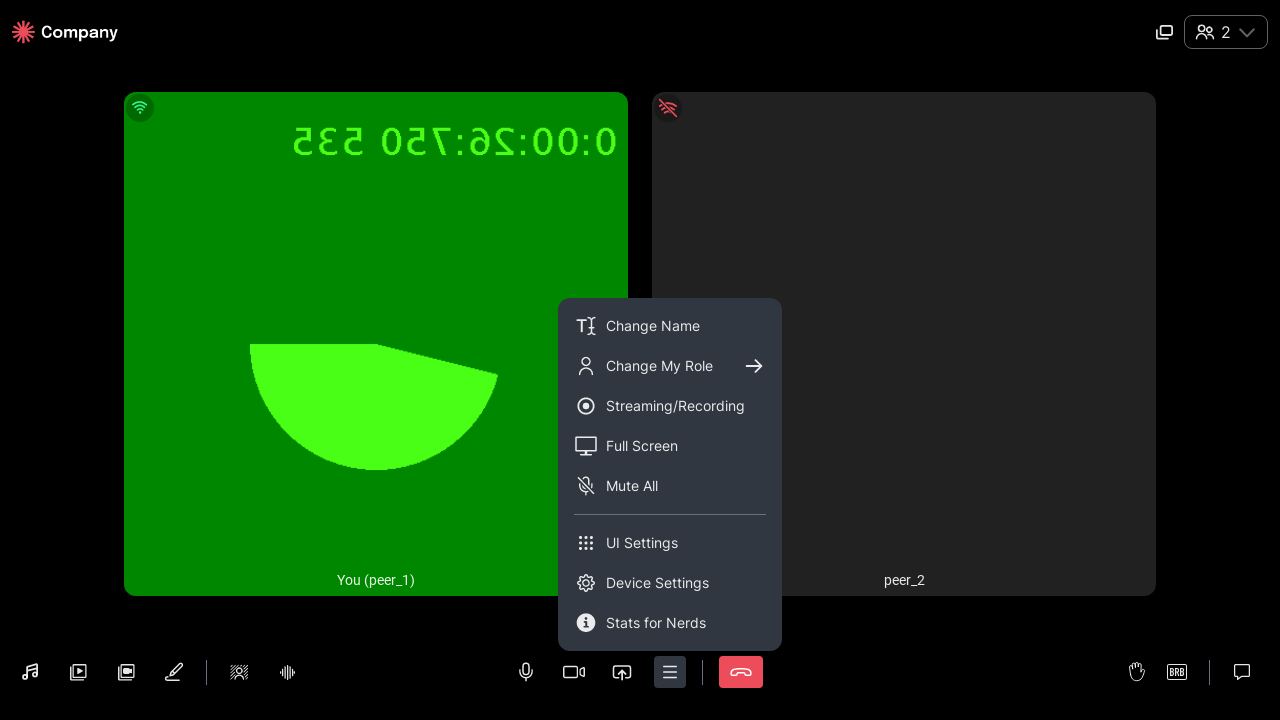 Company
2
0:00:26:750 535
Change Name
Change My Role
Streaming/Recording
Full Screen
Mute All
UI Settings
Device Settings
Stats for Nerds
You (peer_1)
peer_2
BRB